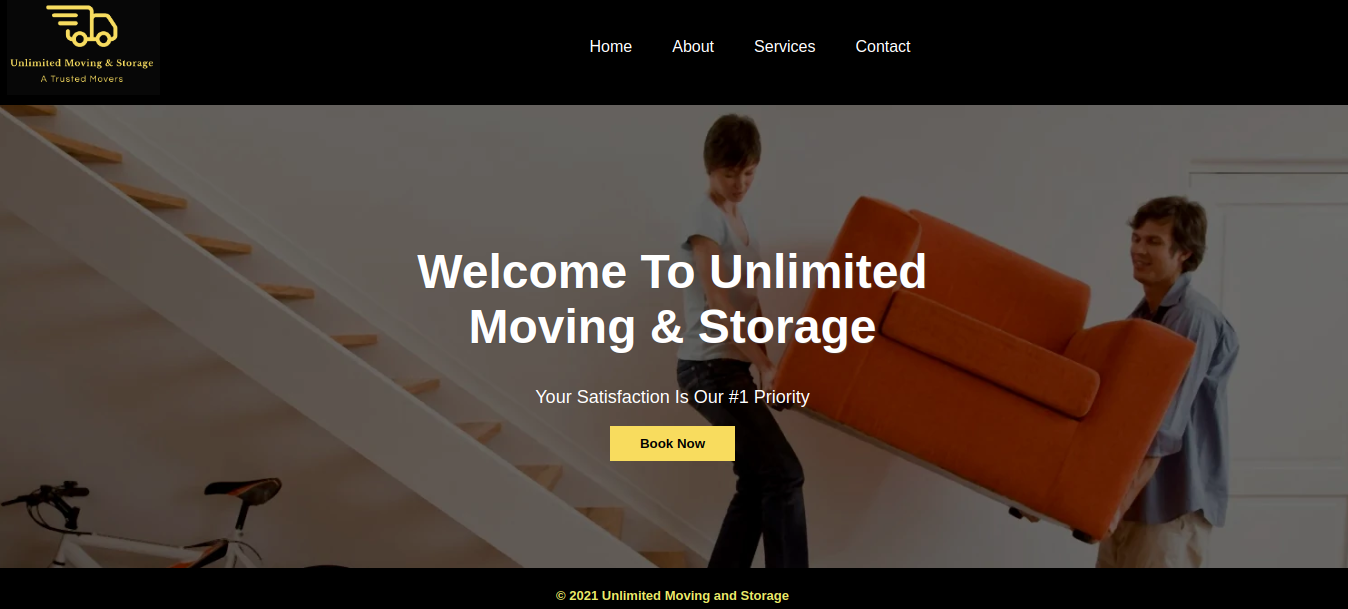 Unlimited Moving & Storage
A Trusted Movers
Home About Services Contact
Welcome To Unlimited
Moving & Storage
Your Satisfaction Is Our #1 Priority
Book Now
© 2021 Unlimited Moving and Storage